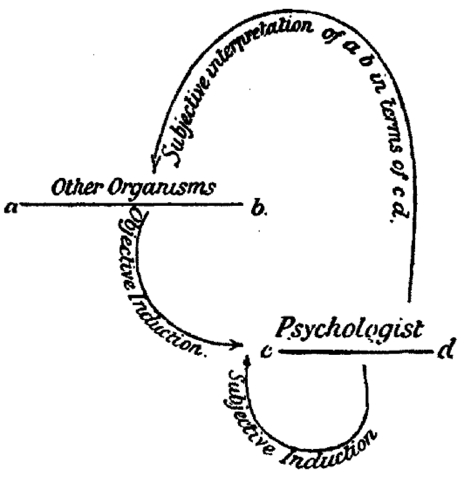 Subjective interpretation of a b in terms of c d.
Other Organisms
a b.
Objective Induction.
Psychologist
c d
Subjective Induction